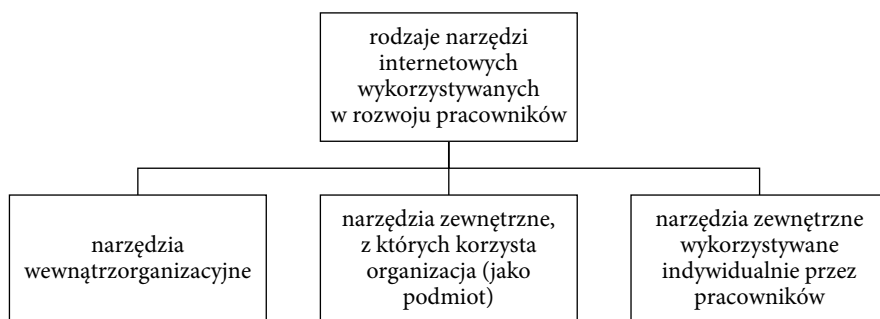 rodzaje narzędzi
internetowych
wykorzystywanych
w rozwoju pracowników
narzędzia
wewnątrzorganizacyjne
narzędzia zewnętrzne,
z których korzysta
organizacja (jako
podmiot)
narzędzia zewnętrzne
wykorzystywane
indywidualnie przez
pracowników